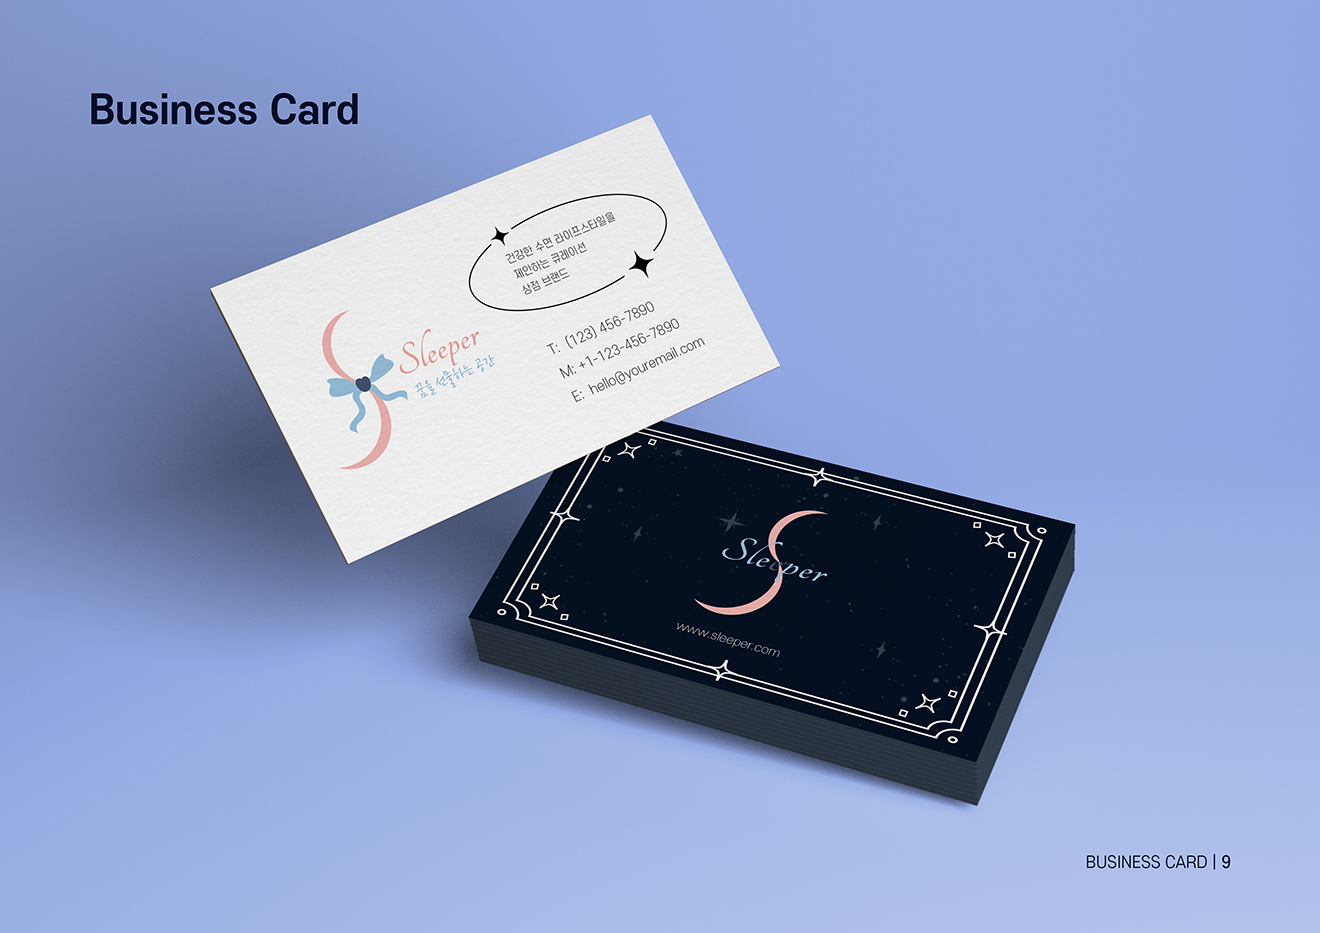 Business Card
건강한 수면 라이프스타일을
제안하는 큐레이션
상점 브랜드
Sleeper
꿈을 선물하는 공간
T: (123) 456-7890
M: +1-123-456-7890
E: hello@youremail.com
Sleeper
www.sleeper.com
BUSINESS CARD | 9